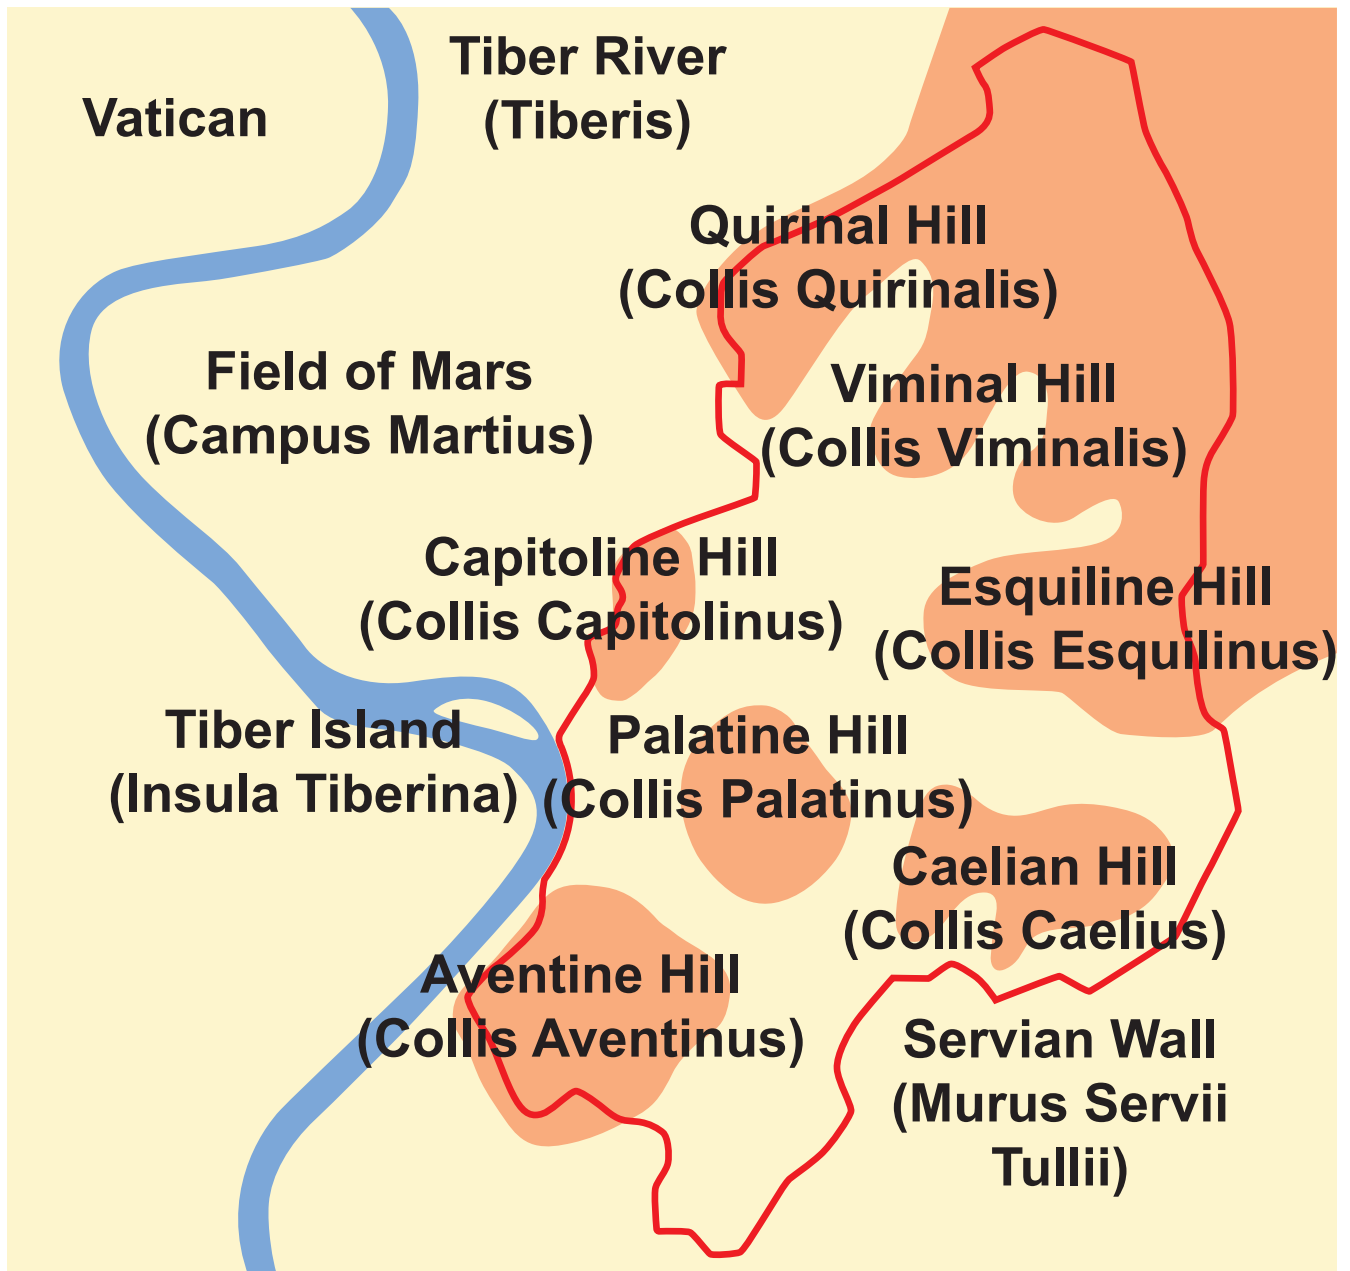 Tiber River
(Tiberis)
Vatican
Quirinal Hill
(Collis Quirinalis)
Field of Mars
(Campus Martius)
Viminal Hill
(Collis Viminalis)
Capitoline Hill
(Collis Capitolinus)
Esquiline Hill
(Collis Esquilinus)
Tiber Island
(Insula Tiberina)
Palatine Hill
(Collis Palatinus)
Caelian Hill
(Collis Caelius)
Aventine Hill
(Collis Aventinus)
Servian Wall
(Murus Servii
Tullii)